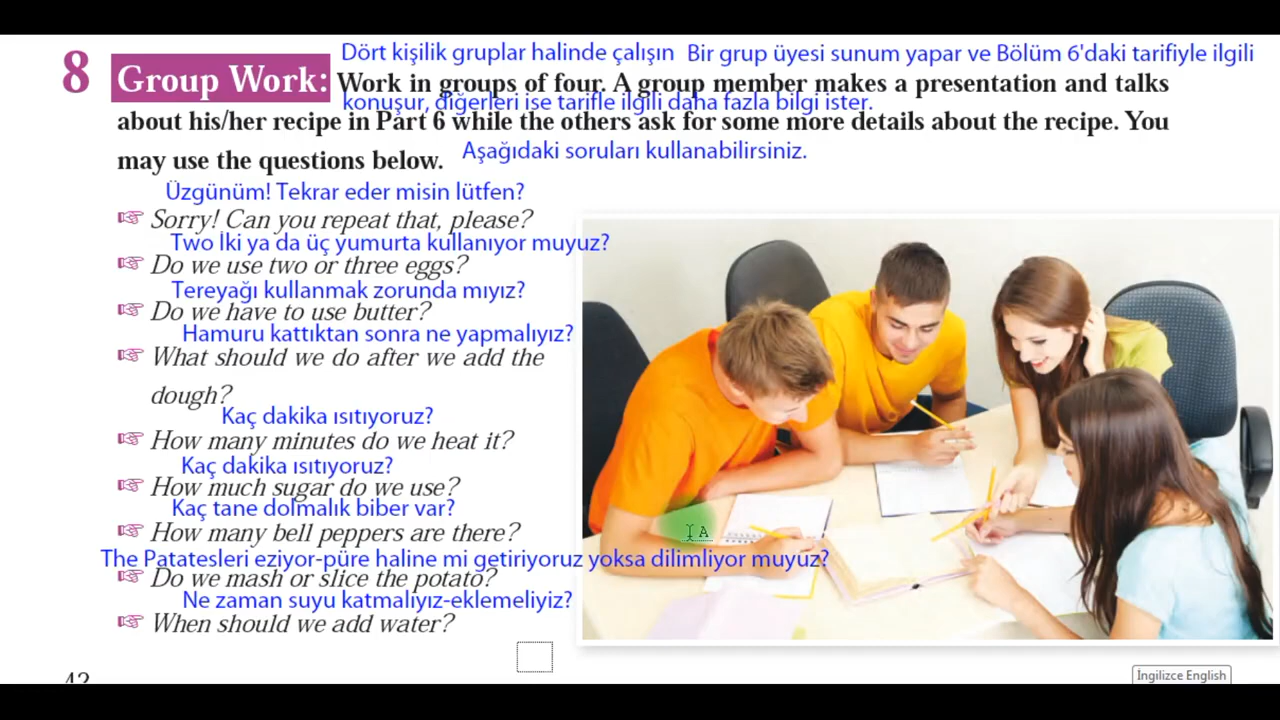 Dört kişilik gruplar halinde çalışın Bir grup üyesi sunum yapar ve Bölüm 6'daki tarifiyle ilgili
8 Group Work: Work in groups of four. A group member makes a presentation and talks
konuşur, diğerleri ise tarifle ilgili daha fazla bilgi ister.
about his/her recipe in Part 6 while the others ask for some more details about the recipe. You
Aşağıdaki soruları kullanabilirsiniz.
may use the questions below.
Üzgünüm! Tekrar eder misin lütfen?
Sorry! Can you repeat that, please?
Two İki ya da üç yumurta kullanıyor muyuz?
Do we use two or three eggs?
Tereyağı kullanmak zorunda mıyız?
Do we have to use butter?
Hamuru kattıktan sonra ne yapmalıyız?
What should we do after we add the
dough?
Kaç dakika ısıtıyoruz?
How many minutes do we heat it?
Kaç dakika ısıtıyoruz?
How much sugar do we use?
Kaç tane dolmalık biber var?
How many bell peppers are there?
The Patatesleri eziyor-püre haline mi getiriyoruz yoksa dilimliyor muyuz?
Do we mash or slice the potato?
Ne zaman suyu katmalıyız-eklemeliyiz?
When should we add water?
42
İngilizce English
A